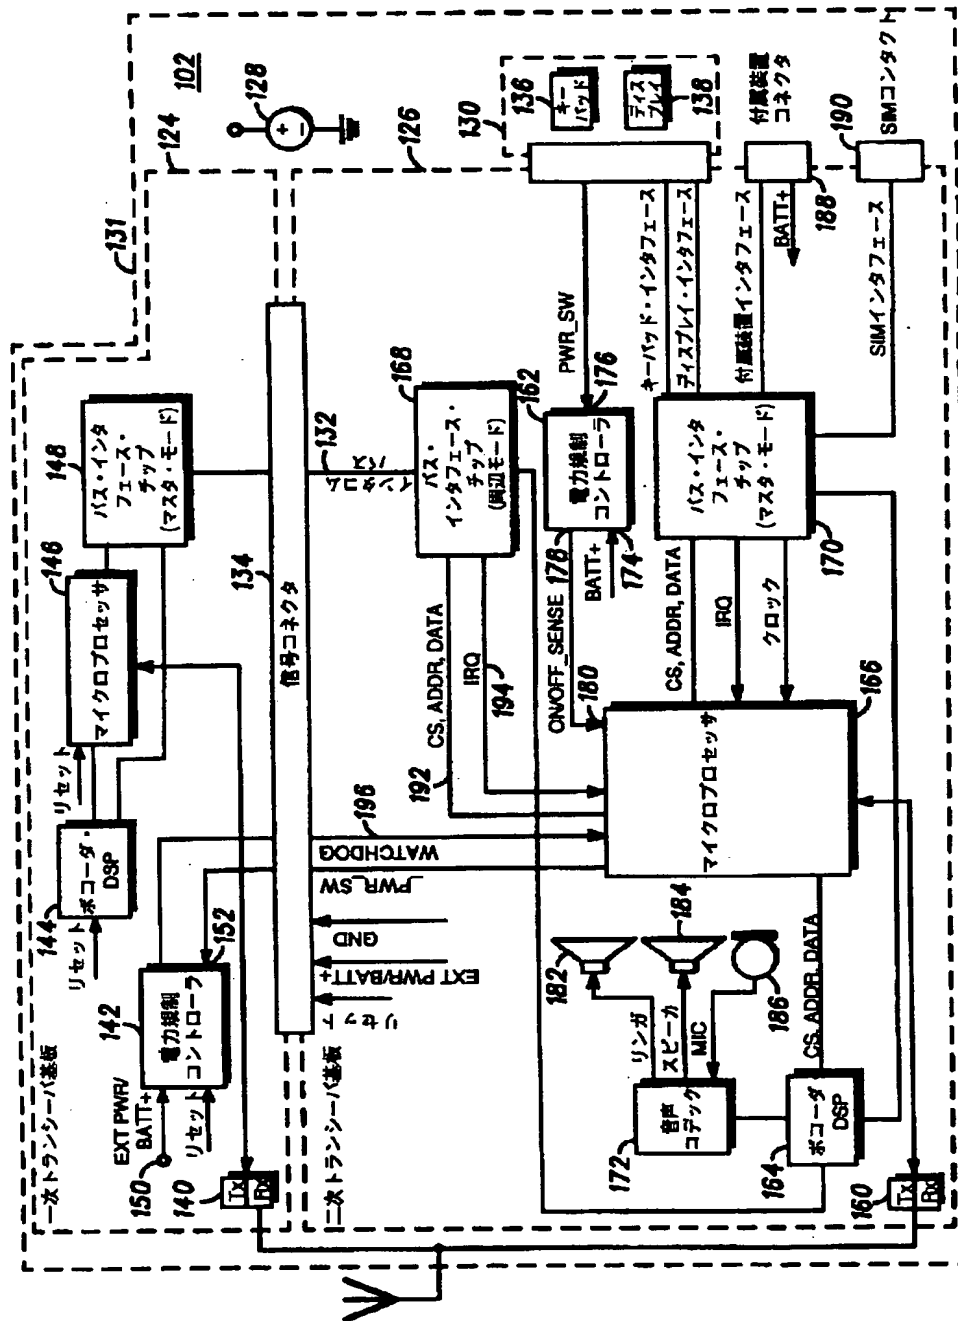 131
124
102
128
一次トランシーバ基板
148
バス・インタ
フェース・
チップ
(マスタ・モード)
146
マイクロプロセッサ
リセット
144
ボコーダ・
DSP
リセット
142
電力規制
コントローラ
152
EXT PWR/
BATT+
150
リセット
140
Tx
Rx
134
信号コネクタ
126
二次トランシーバ基板
リセット
EXT PWR/BATT+
GND
_PWR_SW
WATCHDOG
196
132
インタコム
バス
168
バス・
インタフェース・
チップ
(周辺モード)
CS, ADDR, DATA
192
IRQ
194
130
136
キー
パッド
138
ディス
プレイ
PWR_SW
162
176
電力規制
コントローラ
178
174
BATT+
ON/OFF_SENSE
180
キーパッド・インタフェース
ディスプレイ・インタフェース
付属装置インタフェース
付属装置
コネクタ
188
BATT+
SIMコンタクト
190
SIMインタフェース
バス・インタ
フェース・
チップ
(マスタ・モード)
170
CS, ADDR, DATA
IRQ
クロック
マイクロプロセッサ
166
182
184
186
リンガ
スピーカ
MIC
音声
コデック
172
CS, ADDR, DATA
ボコーダ
DSP
164
160
Tx
Rx